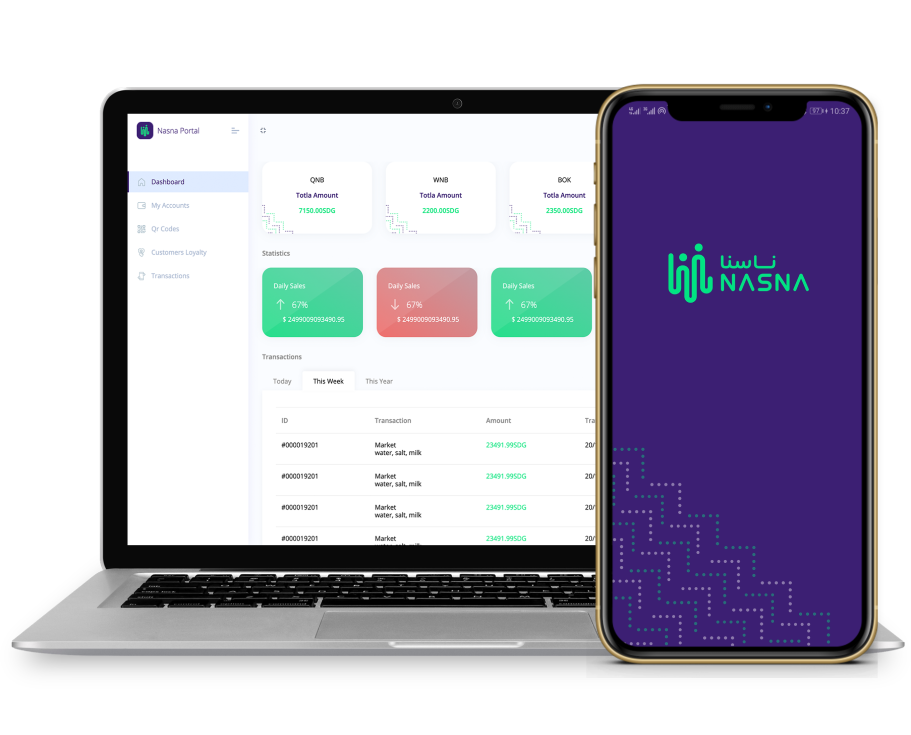 Nasna Portal
Dashboard
My Accounts
Qr Codes
Customers Loyalty
Transactions
QNB
Totla Amount
7150.00SDG
WNB
Totla Amount
2200.00SDG
BOK
Totla Amount
2350.00SDG
Statistics
Daily Sales
67%
$ 2499009093490.95
Daily Sales
67%
$ 2499009093490.95
Daily Sales
67%
$ 2499009093490.95
Transactions
Today This Week This Year
ID Transaction Amount Tra
#000019201 Market 23491.99SDG 20/
water, salt, milk
#000019201 Market 23491.99SDG 20/
water, salt, milk
#000019201 Market 23491.99SDG 20/
water, salt, milk
#000019201 Market 23491.99SDG 20/
10:37
ناسنا
NASNA